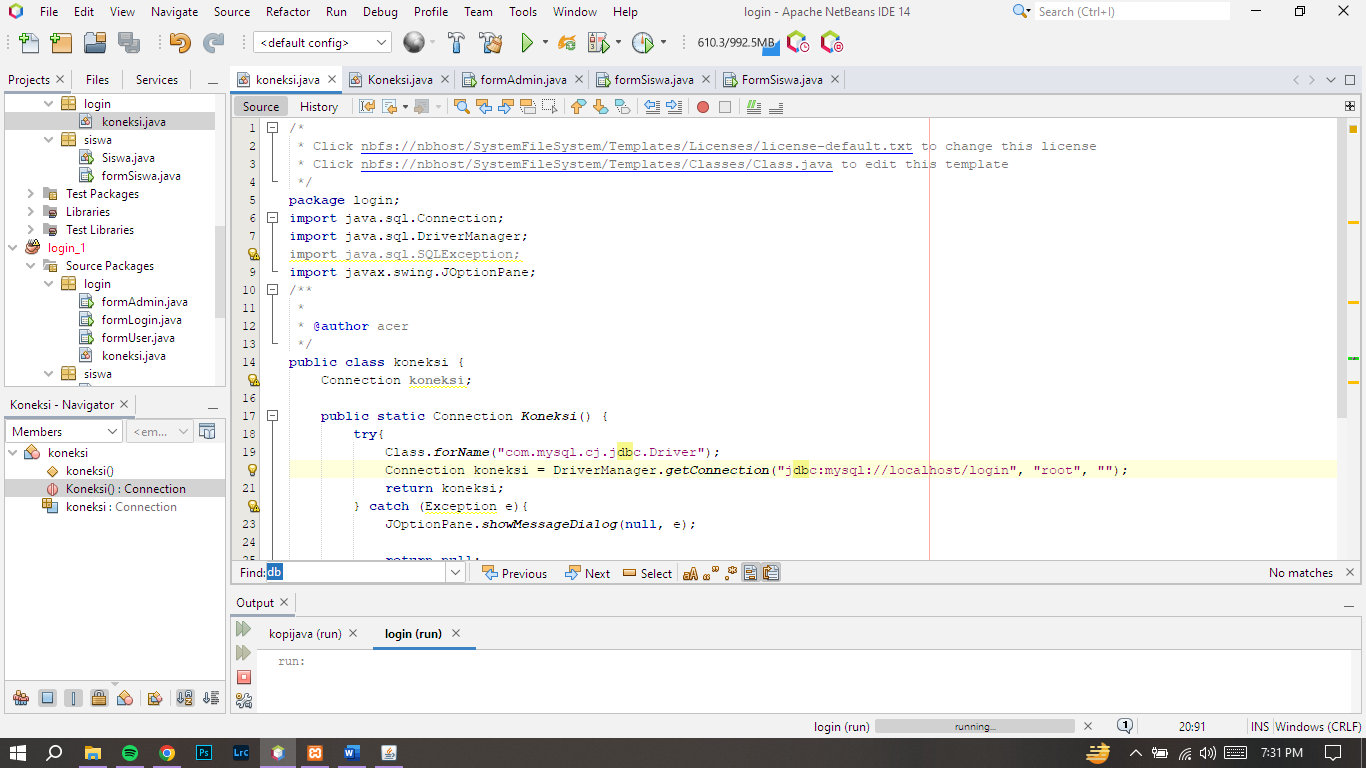 File Edit View Navigate Source Refactor Run Debug Profile Team Tools Window Help login - Apache NetBeans IDE 14 Search (Ctrl+I)
<default config> 610.3/992.5MB
Projects Files Services
koneksi.java Koneksi.java formAdmin.java formSiswa.java FormSiswa.java
Source History
login
koneksi.java
siswa
Siswa.java
formSiswa.java
Test Packages
Libraries
Test Libraries
login_1
Source Packages
login
formAdmin.java
formLogin.java
formUser.java
koneksi.java
siswa
Koneksi - Navigator
Members <em...
koneksi
koneksi()
Koneksi() : Connection
koneksi : Connection
1 /*
2 * Click nbfs://nbhost/SystemFileSystem/Templates/Licenses/license-default.txt to change this license
3 * Click nbfs://nbhost/SystemFileSystem/Templates/Classes/Class.java to edit this template
4 */
5 package login;
6 import java.sql.Connection;
7 import java.sql.DriverManager;
import java.sql.SQLException;
9 import javax.swing.JOptionPane;
10 /**
11 *
12 * @author acer
13 */
14 public class koneksi {
Connection koneksi;
16
17 public static Connection Koneksi() {
18 try{
19 Class.forName("com.mysql.cj.jdbc.Driver");
Connection koneksi = DriverManager.getConnection("jdbc:mysql://localhost/login", "root", "");
21 return koneksi;
} catch (Exception e){
23 JOptionPane.showMessageDialog(null, e);
24
25 return null;
Find: db Previous Next Select No matches
Output
kopijava (run) login (run)
run:
login (run) running... 1 20:91 INS Windows (CRLF)
Ps LrC W 7:31 PM